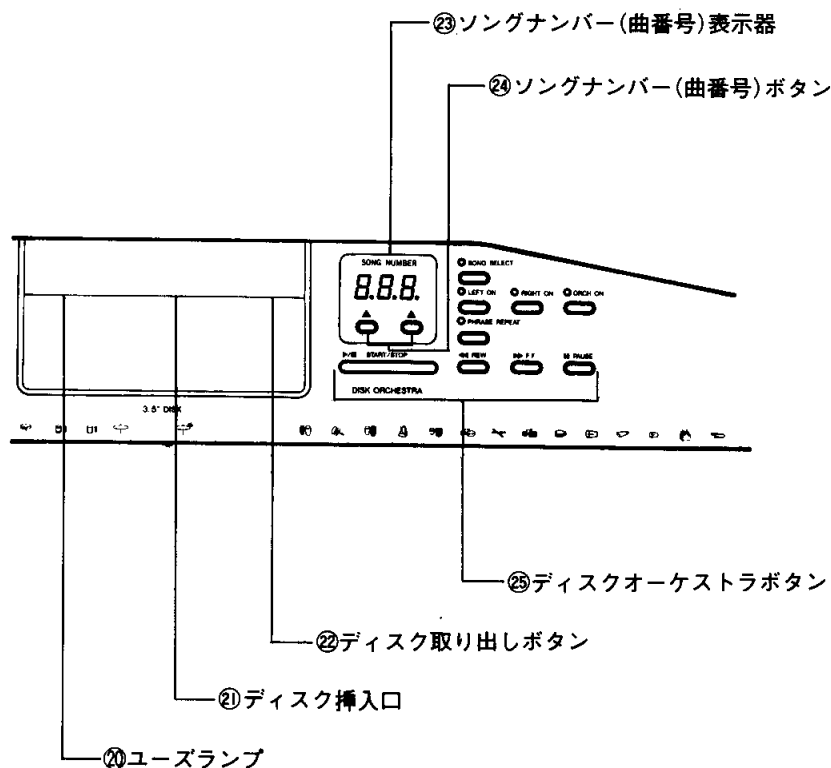 ㉓ソングナンバー(曲番号)表示器
㉔ソングナンバー(曲番号)ボタン
SONG NUMBER
8.8.8.
SONG SELECT
LEFT ON
RIGHT ON
ORCH ON
PHRASE REPEAT
▷/▣ START/STOP
◁◁ REW
▷▷ FF
PAUSE
DISK ORCHESTRA
3.5" DISK
㉕ディスクオーケストラボタン
㉒ディスク取り出しボタン
㉑ディスク挿入口
⑳ユーズランプ